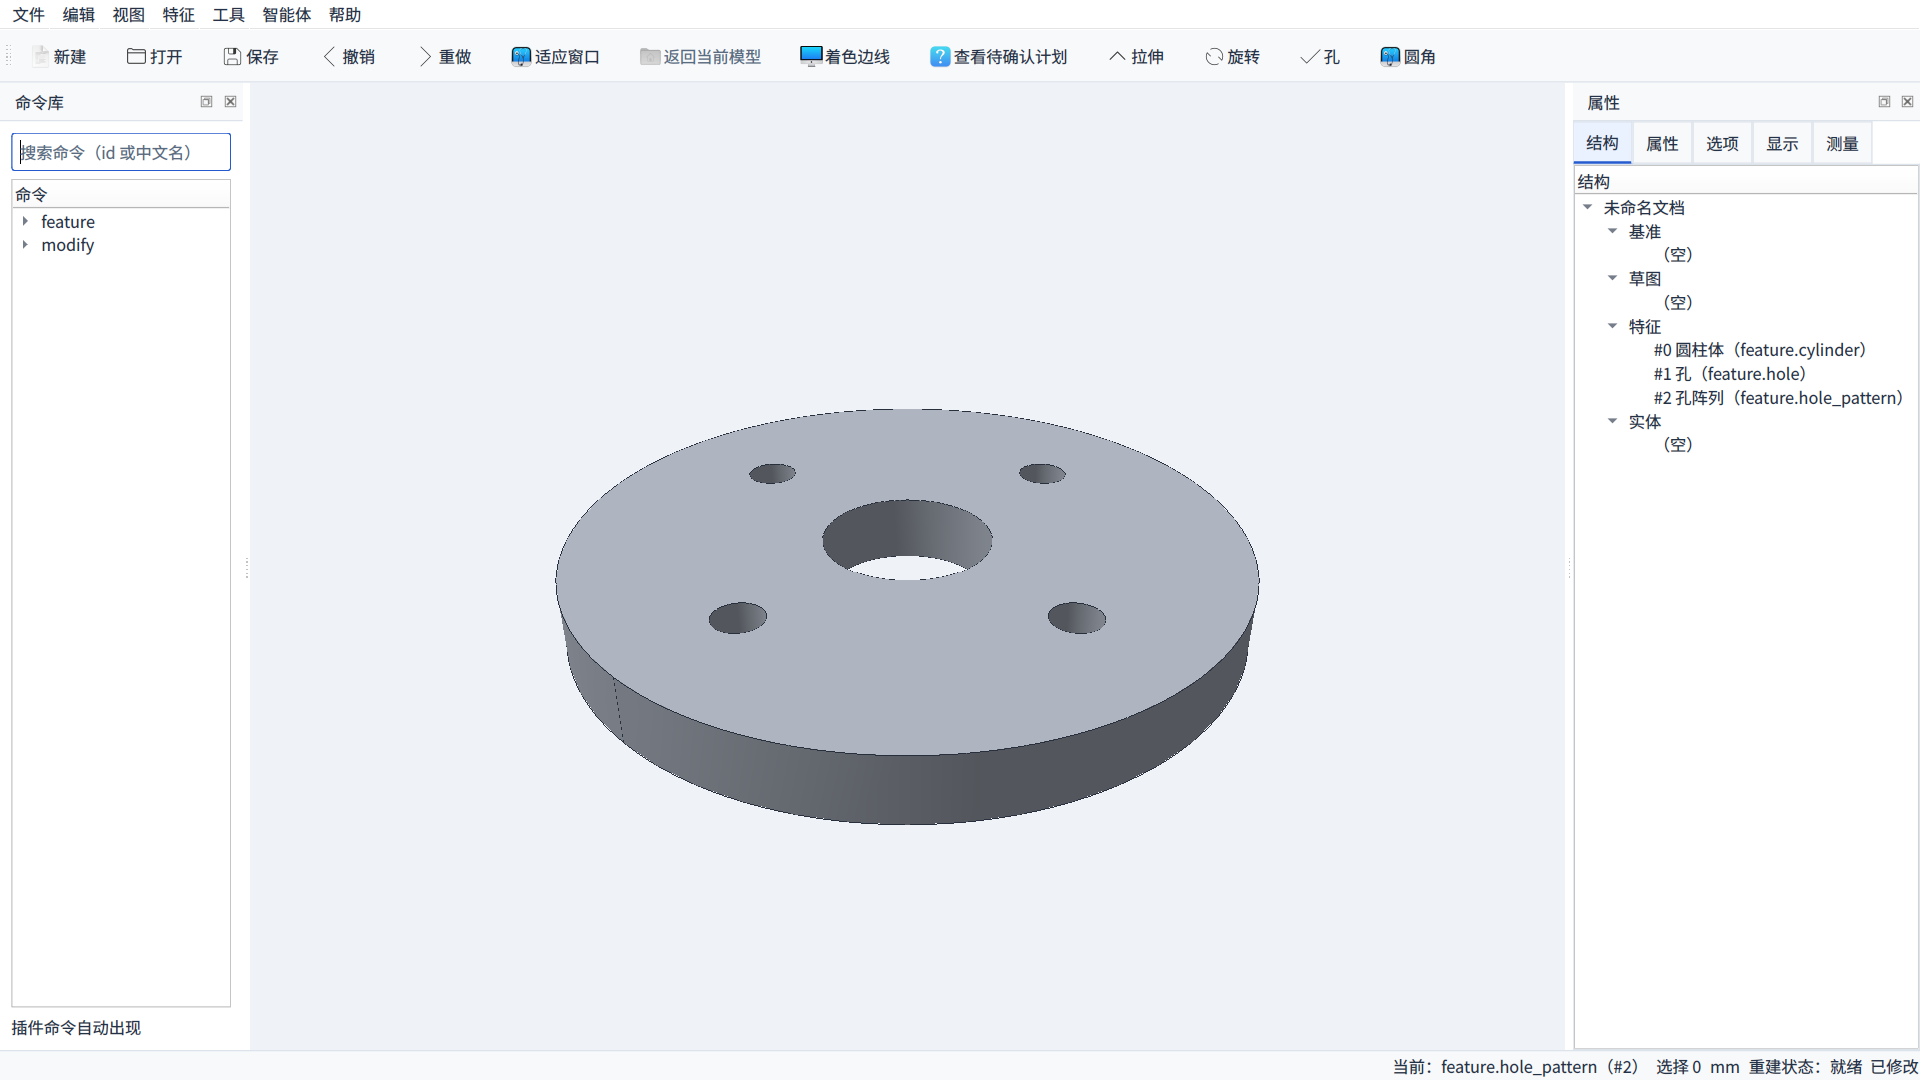 文件 编辑 视图 特征 工具 智能体 帮助
新建 打开 保存 撤销 重做 适应窗口 返回当前模型 着色边线 查看待确认计划 拉伸 旋转 孔 圆角
命令库
搜索命令（id 或中文名）
命令
feature
modify
插件命令自动出现
属性
结构 属性 选项 显示 测量
结构
未命名文档
基准
（空）
草图
（空）
特征
#0 圆柱体（feature.cylinder）
#1 孔（feature.hole）
#2 孔阵列（feature.hole_pattern）
实体
（空）
当前：feature.hole_pattern（#2） 选择 0 mm 重建状态：就绪 已修改